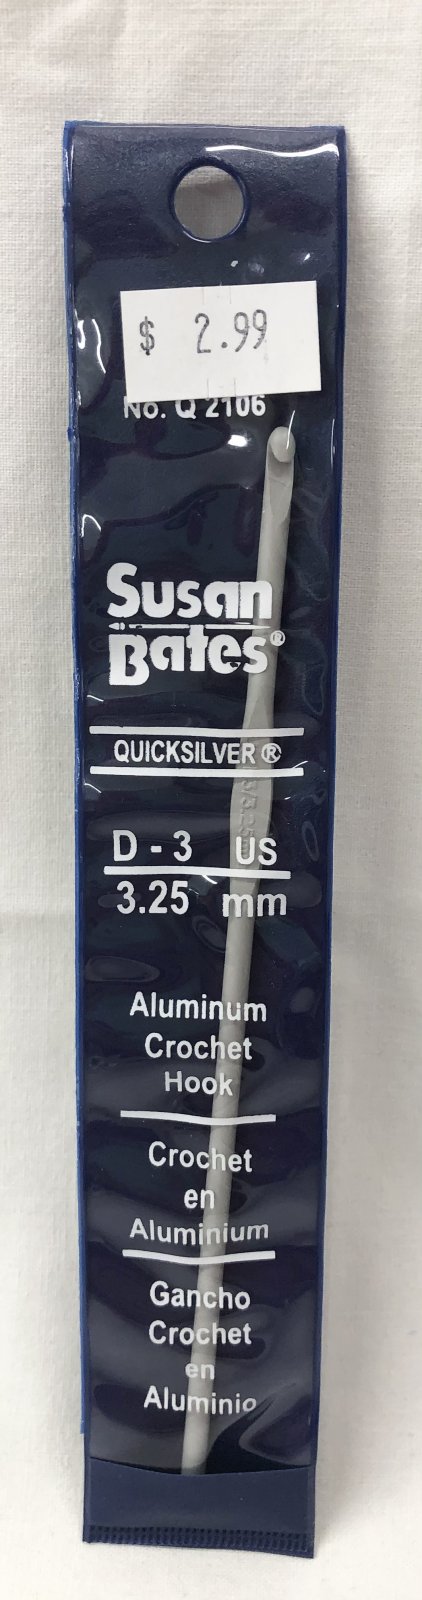 $ 2.99
No. Q 2106
Susan
Bates®
QUICKSILVER ®
D - 3 US
3.25 mm
Aluminum
Crochet
Hook
Crochet
en
Aluminium
Gancho
Crochet
en
Aluminio